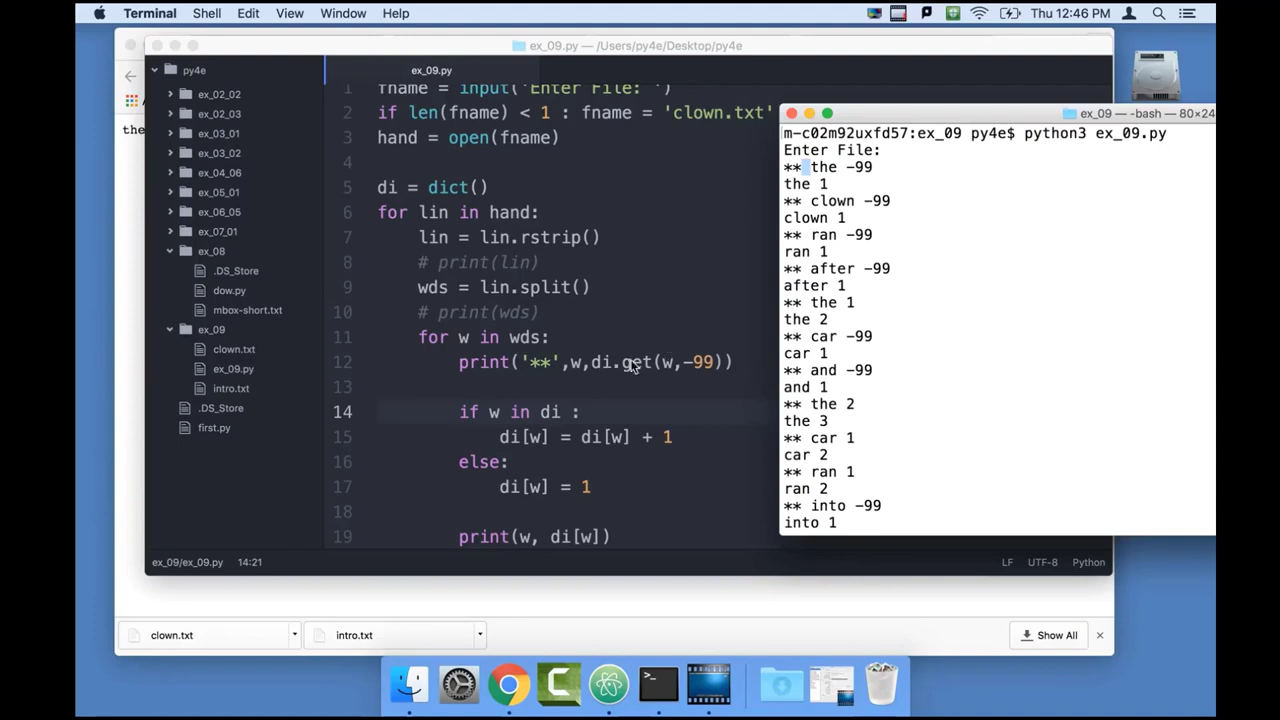 Terminal Shell Edit View Window Help Thu 12:46 PM
ex_09.py — /Users/py4e/Desktop/py4e
py4e
ex_02_02
ex_02_03
ex_03_01
ex_03_02
ex_04_06
ex_05_01
ex_06_05
ex_07_01
ex_08
.DS_Store
dow.py
mbox-short.txt
ex_09
clown.txt
ex_09.py
intro.txt
.DS_Store
first.py
the
ex_09.py
1 fname = input('Enter File: ')
2 if len(fname) < 1 : fname = 'clown.txt'
3 hand = open(fname)
4
5 di = dict()
6 for lin in hand:
7 lin = lin.rstrip()
8 # print(lin)
9 wds = lin.split()
10 # print(wds)
11 for w in wds:
12 print('**',w,di.get(w,-99))
13
14 if w in di :
15 di[w] = di[w] + 1
16 else:
17 di[w] = 1
18
19 print(w, di[w])
ex_09/ex_09.py 14:21 LF UTF-8 Python
ex_09 — -bash — 80×24
m-c02m92uxfd57:ex_09 py4e$ python3 ex_09.py
Enter File:
** the -99
the 1
** clown -99
clown 1
** ran -99
ran 1
** after -99
after 1
** the 1
the 2
** car -99
car 1
** and -99
and 1
** the 2
the 3
** car 1
car 2
** ran 1
ran 2
** into -99
into 1
clown.txt
intro.txt
Show All